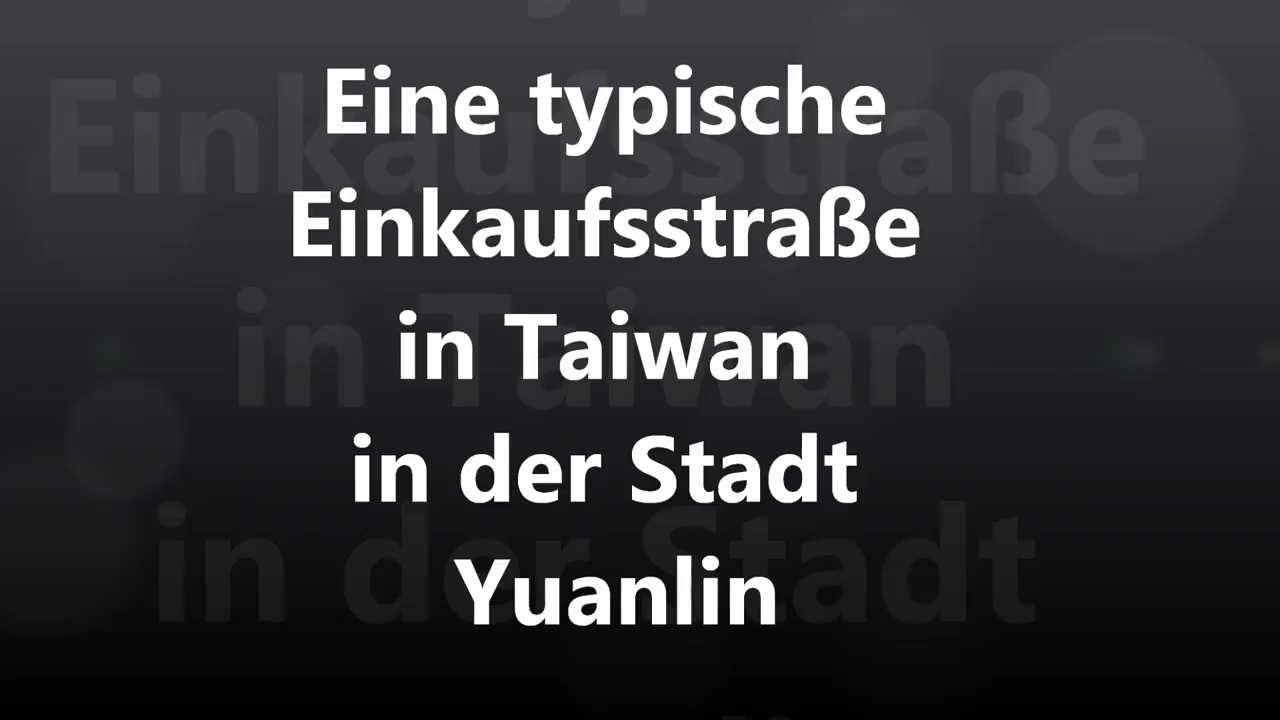 Eine typische
Einkaufsstraße
in Taiwan
in der Stadt
Yuanlin